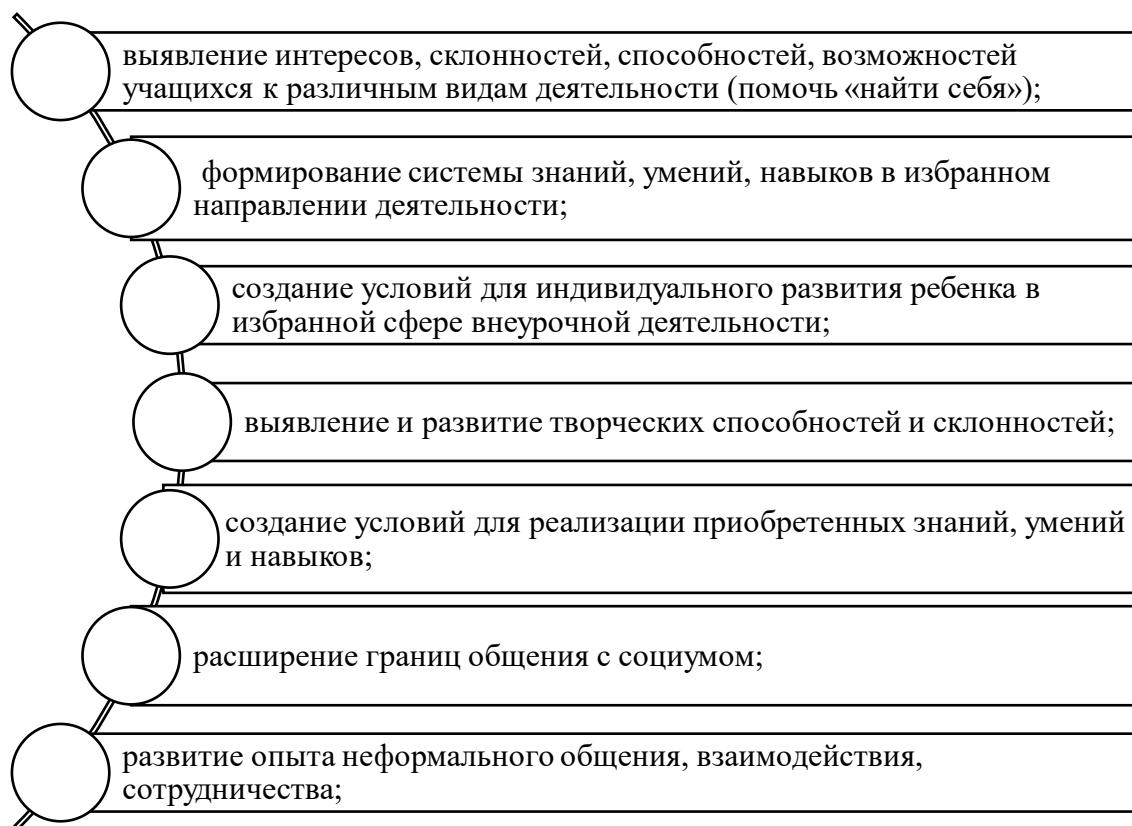 выявление интересов, склонностей, способностей, возможностей
учащихся к различным видам деятельности (помочь «найти себя»);
формирование системы знаний, умений, навыков в избранном
направлении деятельности;
создание условий для индивидуального развития ребенка в
избранной сфере внеурочной деятельности;
выявление и развитие творческих способностей и склонностей;
создание условий для реализации приобретенных знаний, умений
и навыков;
расширение границ общения с социумом;
развитие опыта неформального общения, взаимодействия,
сотрудничества;